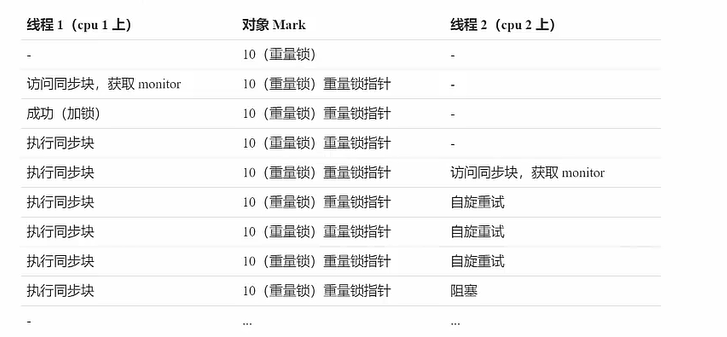 线程 1（cpu 1 上） 对象 Mark 线程 2（cpu 2 上）
- 10（重量锁） -
访问同步块，获取 monitor 10（重量锁）重量锁指针 -
成功（加锁） 10（重量锁）重量锁指针 -
执行同步块 10（重量锁）重量锁指针 -
执行同步块 10（重量锁）重量锁指针 访问同步块，获取 monitor
执行同步块 10（重量锁）重量锁指针 自旋重试
执行同步块 10（重量锁）重量锁指针 自旋重试
执行同步块 10（重量锁）重量锁指针 自旋重试
执行同步块 10（重量锁）重量锁指针 阻塞
- ... ...